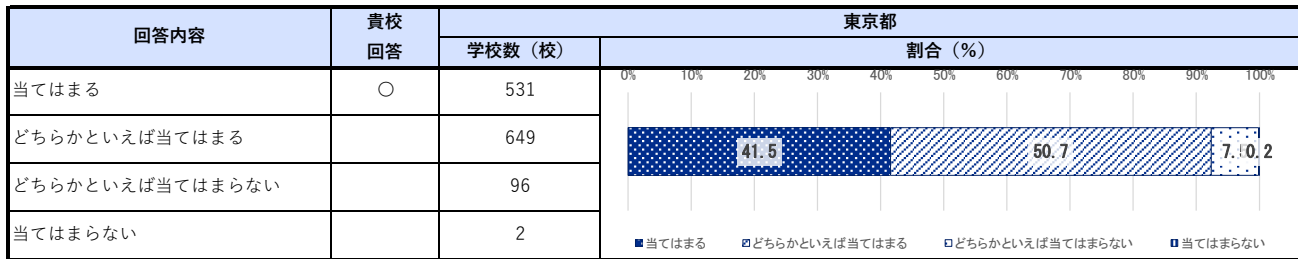 回答内容 貴校 東京都
回答 学校数（校） 割合（%）
0% 10% 20% 30% 40% 50% 60% 70% 80% 90% 100%
当てはまる ○ 531
どちらかといえば当てはまる 649
41.5 50.7 7. 0.2
どちらかといえば当てはまらない 96
当てはまらない 2
当てはまる どちらかといえば当てはまる どちらかといえば当てはまらない 当てはまらない